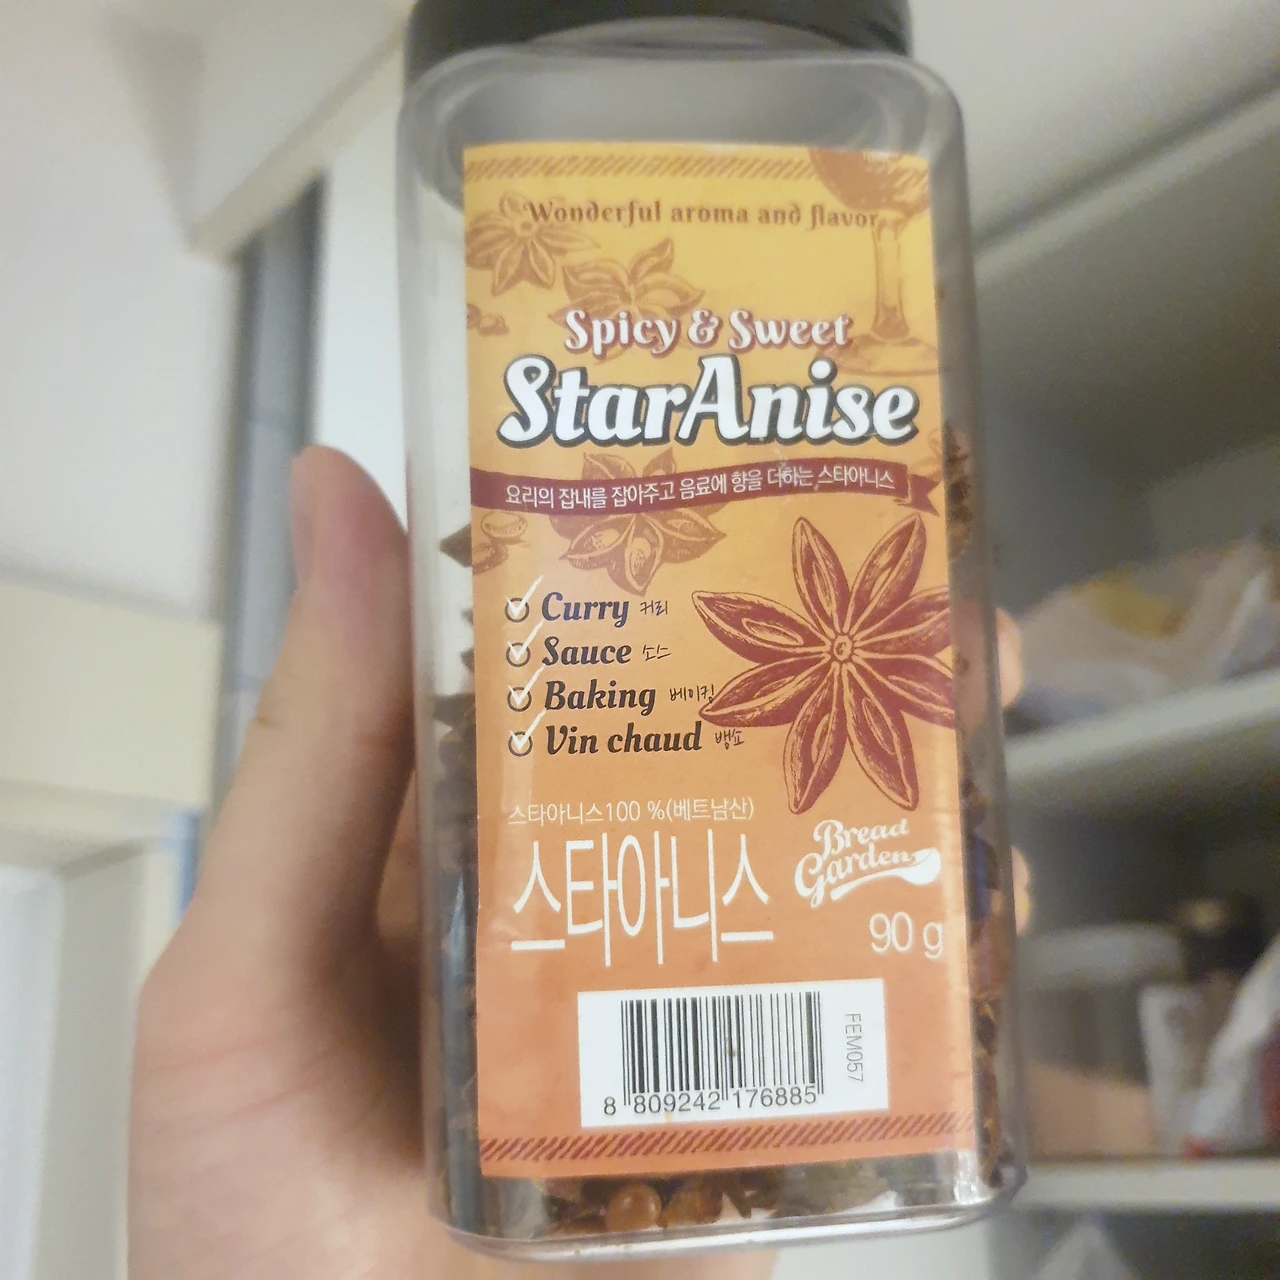 Wonderful aroma and flavor
Spicy & Sweet
StarAnise
요리의 잡내를 잡아주고 음료에 향을 더하는 스타아니스
Curry 커리
Sauce 소스
Baking 베이킹
Vin chaud 뱅쇼
스타아니스100 %(베트남산)
스타아니스
Bread
Garden
90 g
FEM057
8 809242 176885